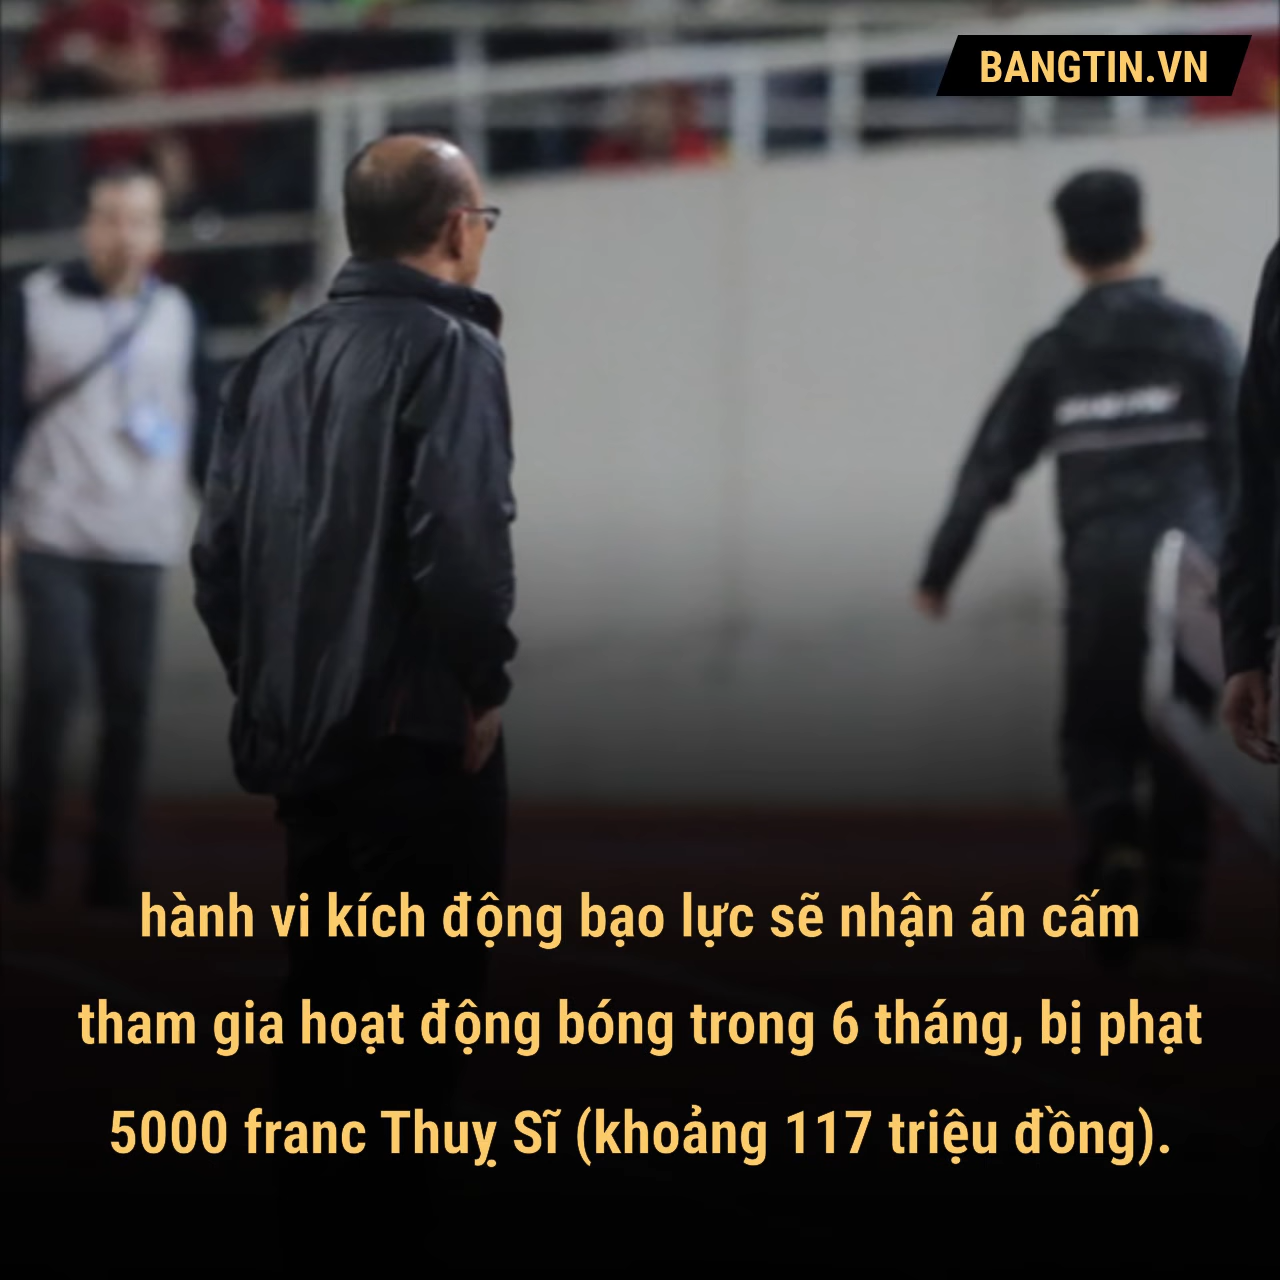 BANGTIN.VN
hành vi kích động bạo lực sẽ nhận án cấm
tham gia hoạt động bóng trong 6 tháng, bị phạt
5000 franc Thuỵ Sĩ (khoảng 117 triệu đồng).